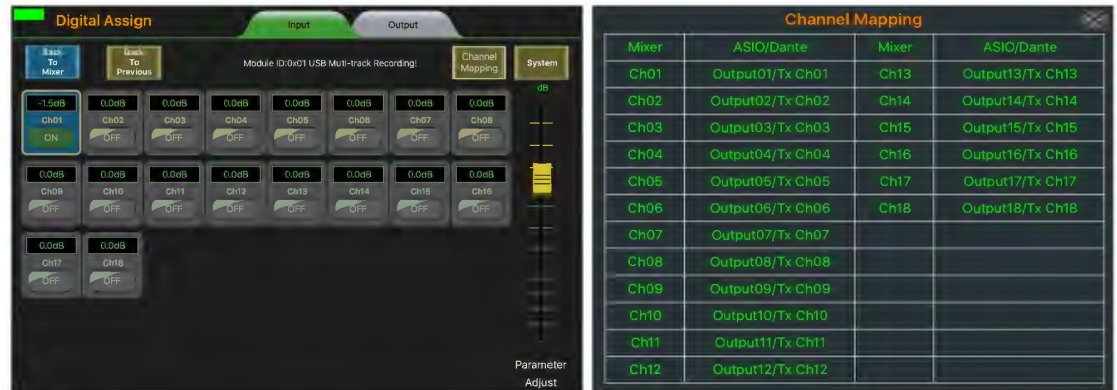 Digital Assign
Input
Output
Back
To
Mixer
Back
To
Previous
Module ID:0x01 USB Muti-track Recording!
Channel
Mapping
System
dB
-1.5dB 0.0dB 0.0dB 0.0dB 0.0dB 0.0dB 0.0dB 0.0dB
Ch01 Ch02 Ch03 Ch04 Ch05 Ch06 Ch07 Ch08
ON OFF OFF OFF OFF OFF OFF OFF
0.0dB 0.0dB 0.0dB 0.0dB 0.0dB 0.0dB 0.0dB 0.0dB
Ch09 Ch10 Ch11 Ch12 Ch13 Ch14 Ch15 Ch16
OFF OFF OFF OFF OFF OFF OFF OFF
0.0dB 0.0dB
Ch17 Ch18
OFF OFF
Parameter
Adjust
Channel Mapping
Mixer ASIO/Dante Mixer ASIO/Dante
Ch01 Output01/Tx Ch01 Ch13 Output13/Tx Ch13
Ch02 Output02/Tx Ch02 Ch14 Output14/Tx Ch14
Ch03 Output03/Tx Ch03 Ch15 Output15/Tx Ch15
Ch04 Output04/Tx Ch04 Ch16 Output16/Tx Ch16
Ch05 Output05/Tx Ch05 Ch17 Output17/Tx Ch17
Ch06 Output06/Tx Ch06 Ch18 Output18/Tx Ch18
Ch07 Output07/Tx Ch07
Ch08 Output08/Tx Ch08
Ch09 Output09/Tx Ch09
Ch10 Output10/Tx Ch10
Ch11 Output11/Tx Ch11
Ch12 Output12/Tx Ch12